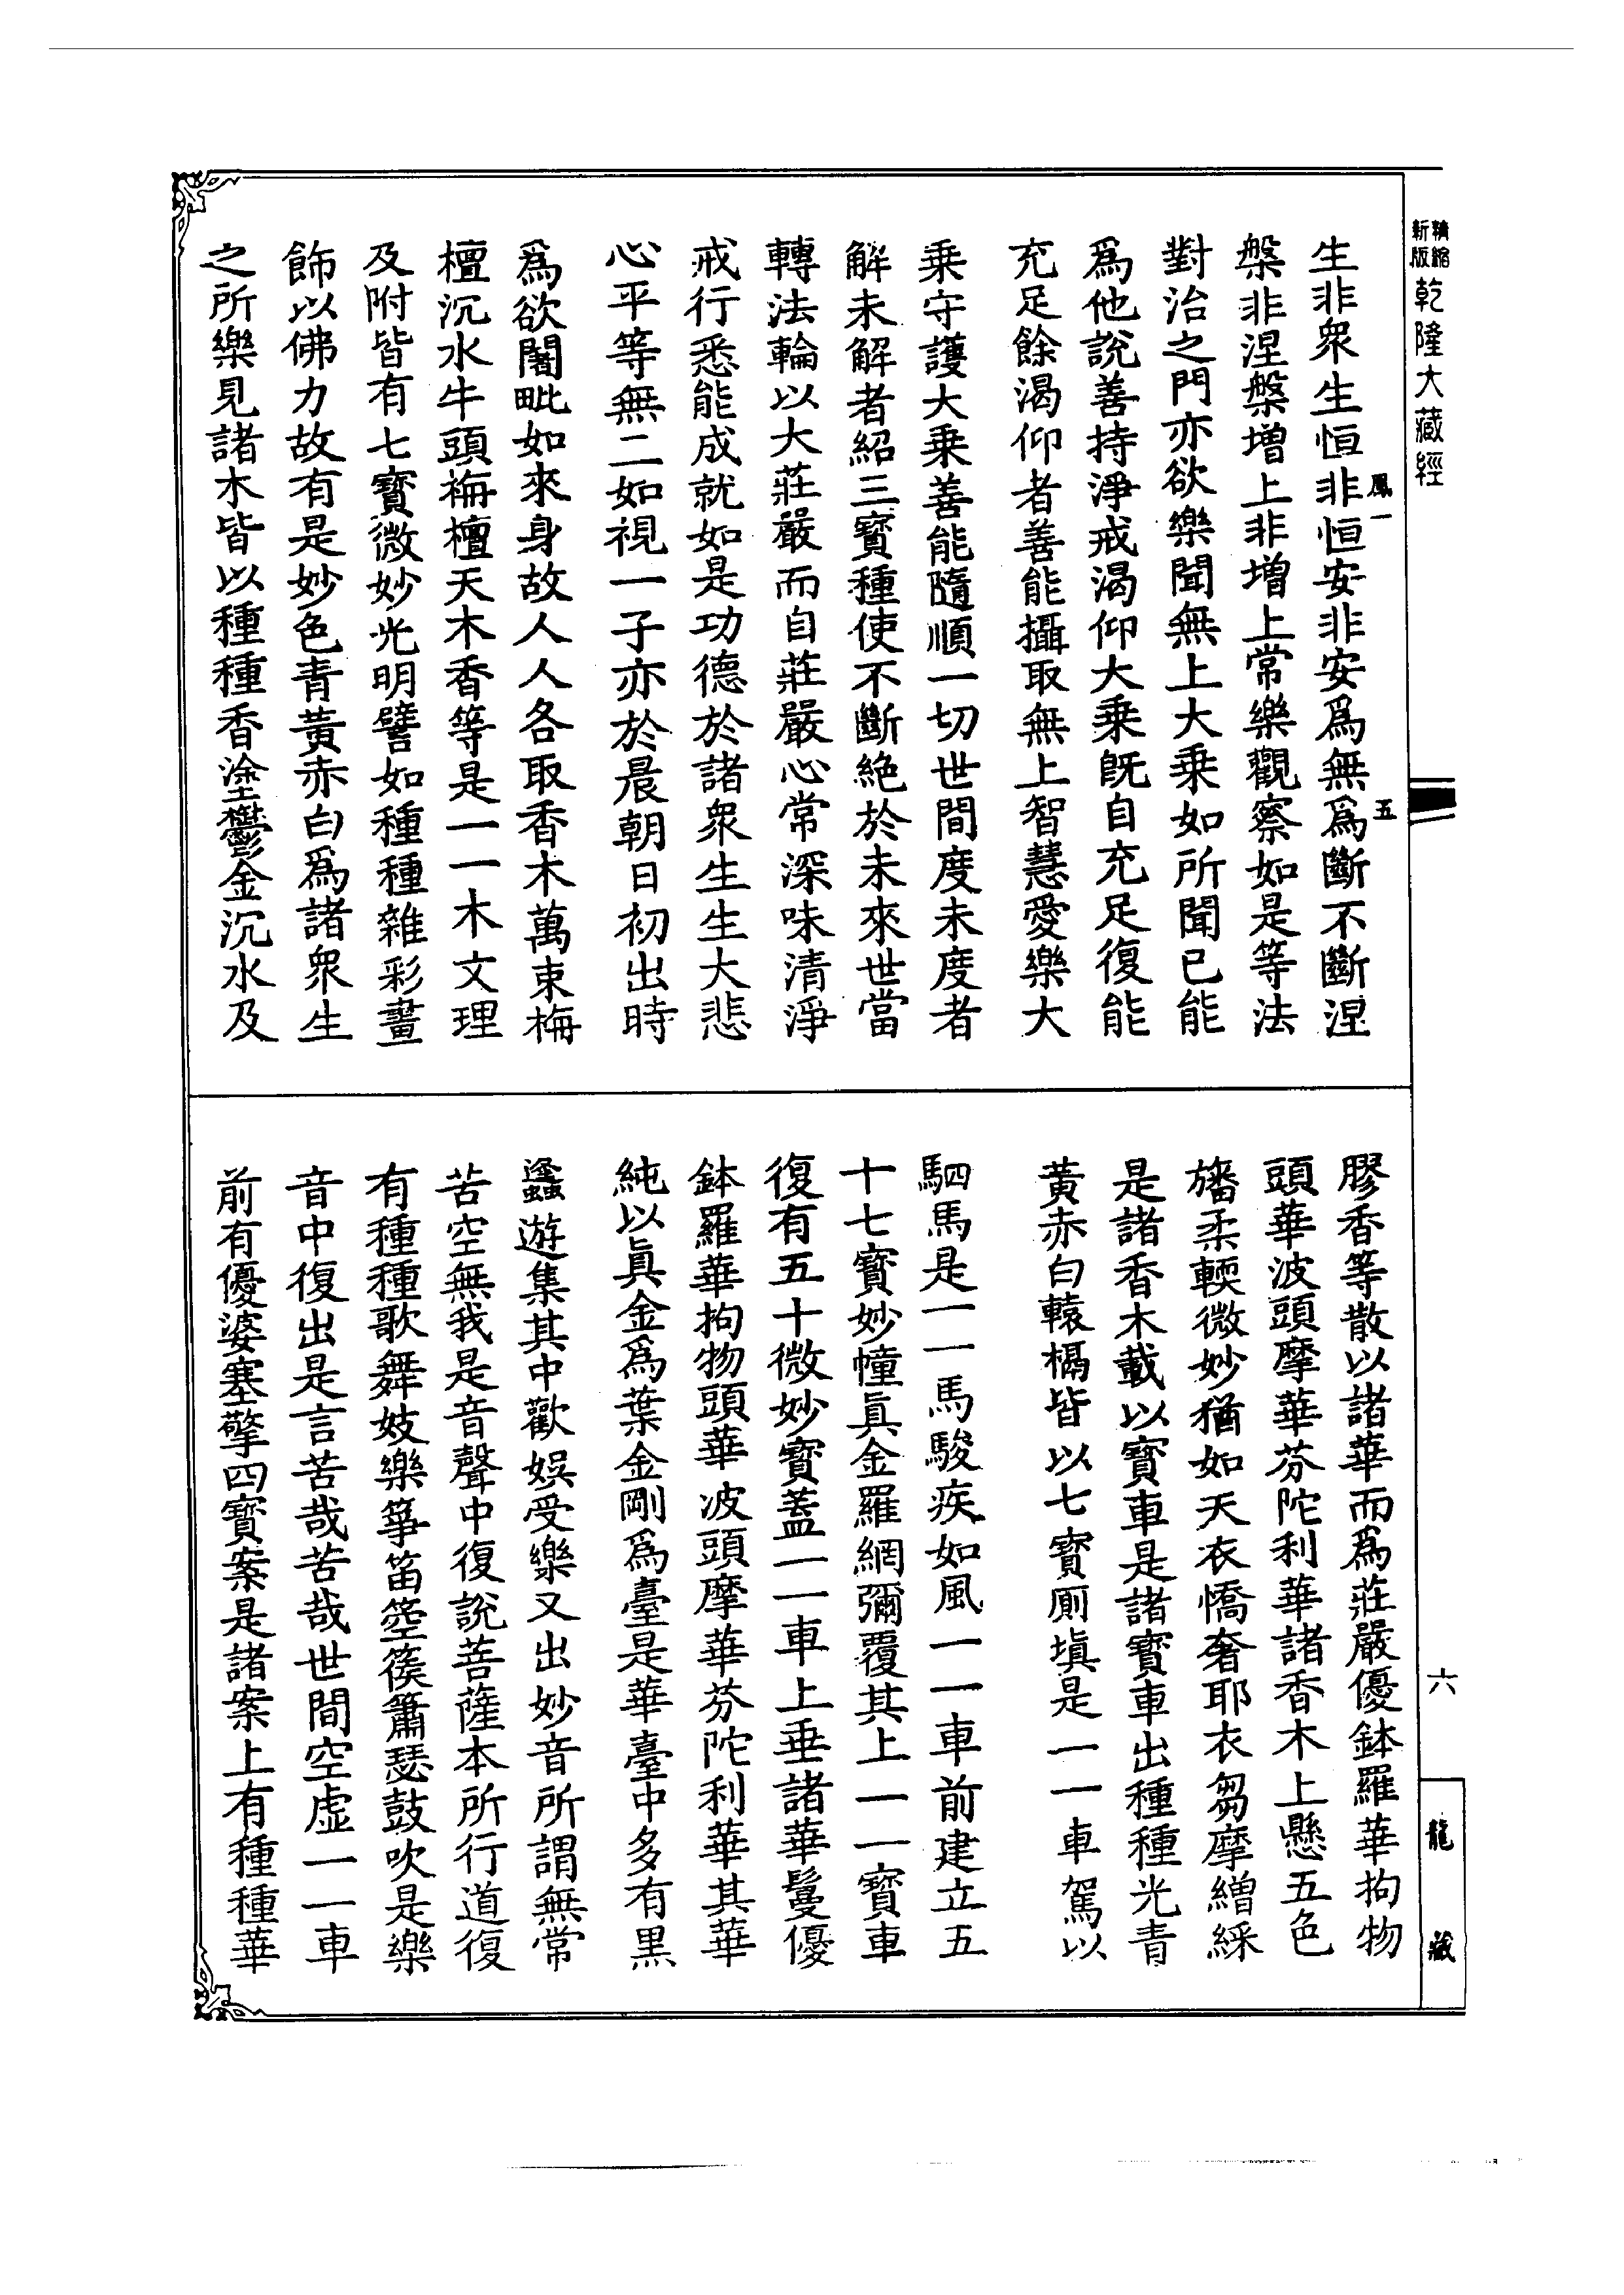 精縮新版乾隆大藏經
鳳一
五
生非眾生恒非恒安非安爲無爲斷不斷涅
槃非涅槃增上非增上常樂觀察如是等法
對治之門亦欲樂聞無上大乘如所聞已能
爲他說善持淨戒渴仰大乘旣自充足復能
充足餘渴仰者善能攝取無上智慧愛樂大
乘守護大乘善能隨順一切世間度未度者
解未解者紹三寶種使不斷絕於未來世當
轉法輪以大莊嚴而自莊嚴心常深味清淨
戒行悉能成就如是功德於諸眾生生大悲
心平等無二如視一子亦於晨朝日初出時
爲欲闍毗如來身故人人各取香木萬束栴
檀沉水牛頭栴檀天木香等是一一木文理
及附皆有七寶微妙光明譬如種種雜彩畫
飾以佛力故有是妙色青黃赤白爲諸眾生
之所樂見諸木皆以種種香塗鬱金沉水及
膠香等散以諸華而爲莊嚴優鉢羅華拘物
頭華波頭摩華芬陀利華諸香木上懸五色
旛柔輭微妙猶如天衣憍奢耶衣芻摩繒綵
是諸香木載以寶車是諸寶車出種種光青
黃赤白轅楅皆以七寶廁塡是一一車駕以
駟馬是一一馬駿疾如風一一車前建立五
十七寶妙幢眞金羅網彌覆其上一一寶車
復有五十微妙寶蓋一一車上垂諸華鬘優
鉢羅華拘物頭華波頭摩華芬陀利華其華
純以眞金爲葉金剛爲臺是華臺中多有黑
蠭遊集其中歡娛受樂又出妙音所謂無常
苦空無我是音聲中復說菩薩本所行道復
有種種歌舞妓樂箏笛箜篌簫瑟鼓吹是樂
音中復出是言苦哉苦哉世間空虛一一車
前有優婆塞擎四寶案是諸案上有種種華
六
龍藏